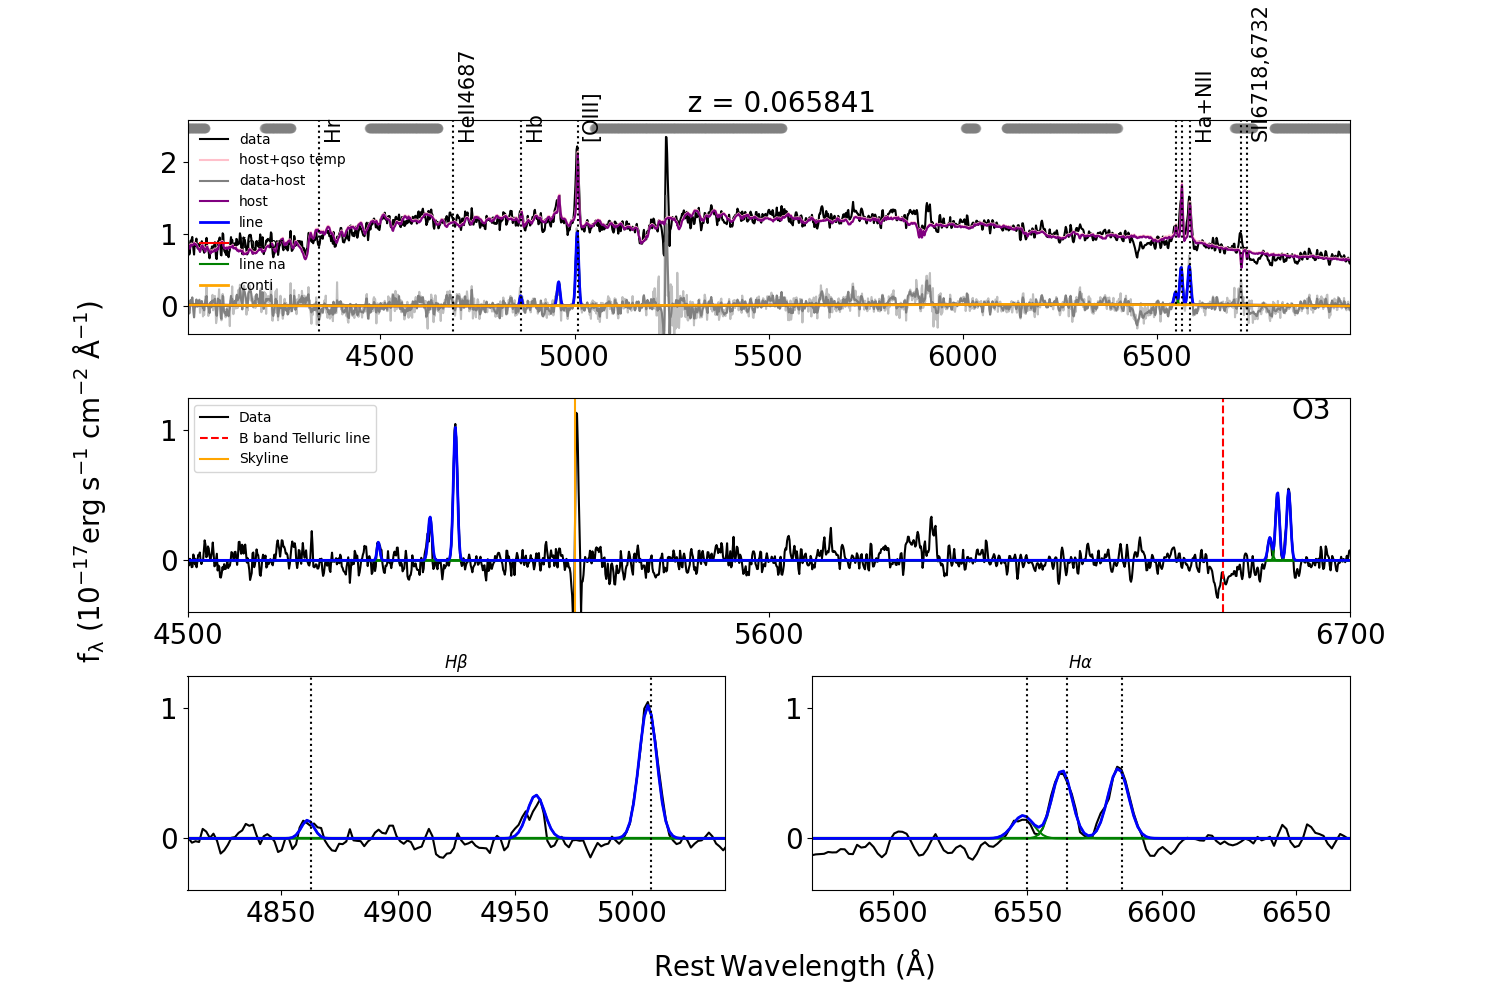 z = 0.065841
Hr
HeII4687
Hb
[OIII]
Ha+NII
SII6718,6732
data
host+qso temp
data-host
host
line
line na
conti
2
1
0
4500 5000 5500 6000 6500
fλ (10⁻¹⁷erg s⁻¹ cm⁻² Å⁻¹)
O3
Data
B band Telluric line
Skyline
1
0
4500 5600 6700
Hβ
1
0
4850 4900 4950 5000
Hα
1
0
6500 6550 6600 6650
Rest Wavelength (Å)